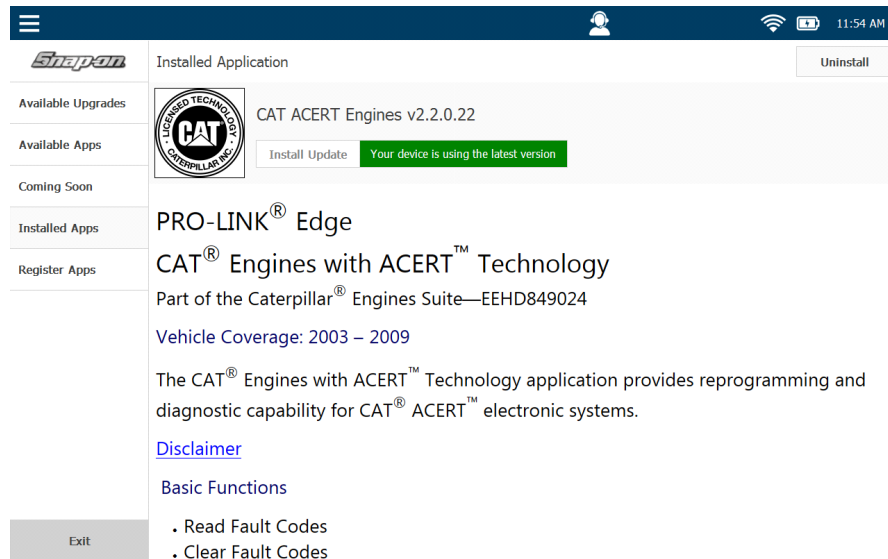 11:54 AM
Snap-on
Installed Application
Uninstall
Available Upgrades
Available Apps
Coming Soon
Installed Apps
Register Apps
Exit
LICENSED TECHNOLOGY
CAT
CATERPILLAR INC.
CAT ACERT Engines v2.2.0.22
Install Update
Your device is using the latest version
PRO-LINK® Edge
CAT® Engines with ACERT™ Technology
Part of the Caterpillar® Engines Suite—EEHD849024
Vehicle Coverage: 2003 – 2009
The CAT® Engines with ACERT™ Technology application provides reprogramming and
diagnostic capability for CAT® ACERT™ electronic systems.
Disclaimer
Basic Functions
• Read Fault Codes
• Clear Fault Codes